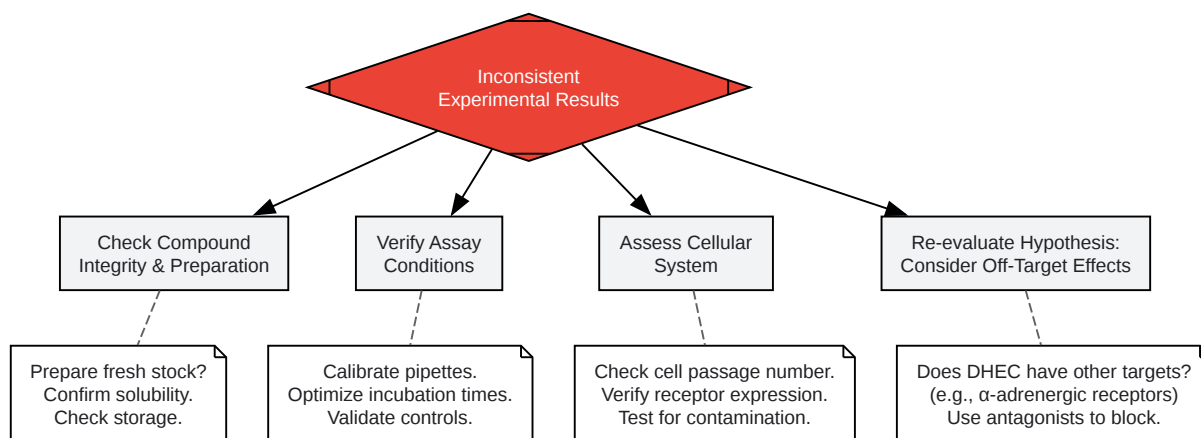 Inconsistent
Experimental Results
Check Compound
Integrity & Preparation
Verify Assay
Conditions
Assess Cellular
System
Re-evaluate Hypothesis:
Consider Off-Target Effects
Prepare fresh stock?
Confirm solubility.
Check storage.
Calibrate pipettes.
Optimize incubation times.
Validate controls.
Check cell passage number.
Verify receptor expression.
Test for contamination.
Does DHEC have other targets?
(e.g., α-adrenergic receptors)
Use antagonists to block.